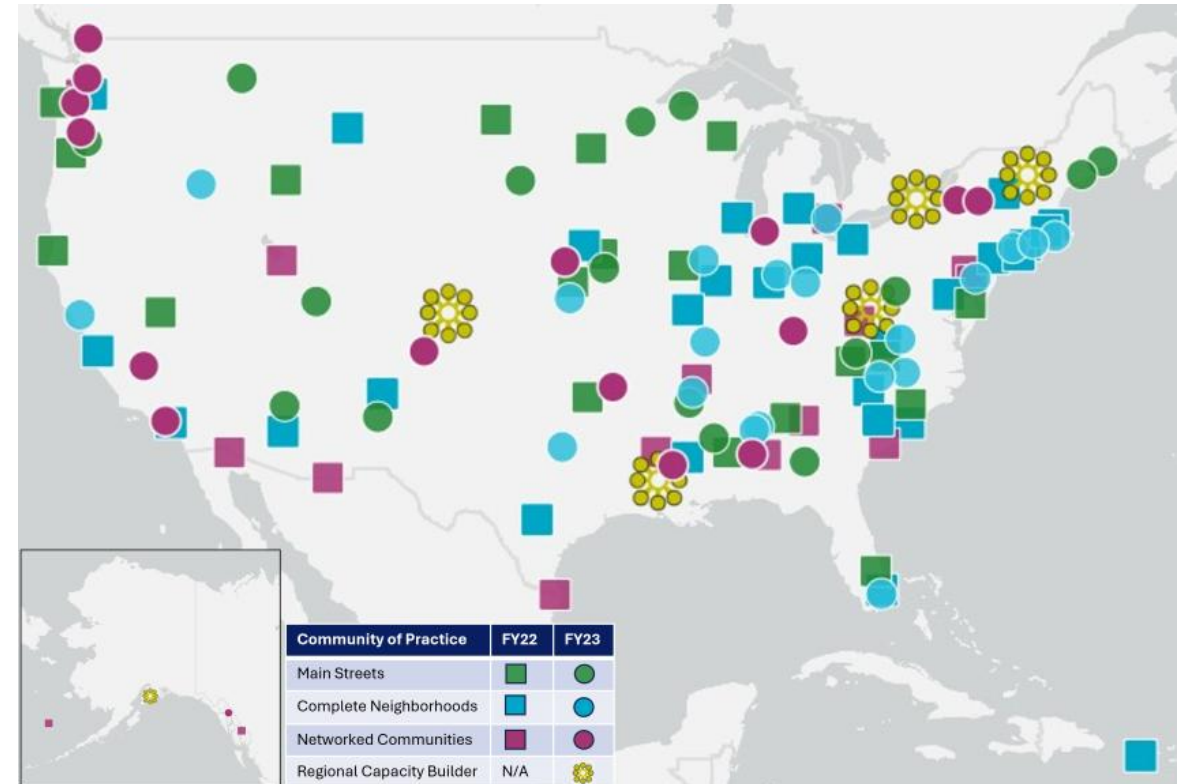 Community of Practice FY22 FY23
Main Streets
Complete Neighborhoods
Networked Communities
Regional Capacity Builder N/A